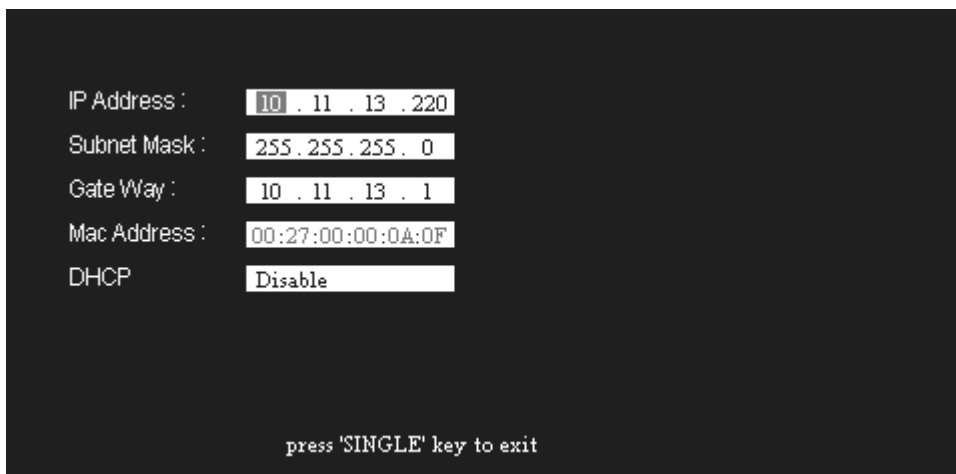 IP Address : 10 . 11 . 13 . 220
Subnet Mask : 255 . 255 . 255 . 0
Gate Way : 10 . 11 . 13 . 1
Mac Address : 00:27:00:00:0A:0F
DHCP Disable
press 'SINGLE' key to exit